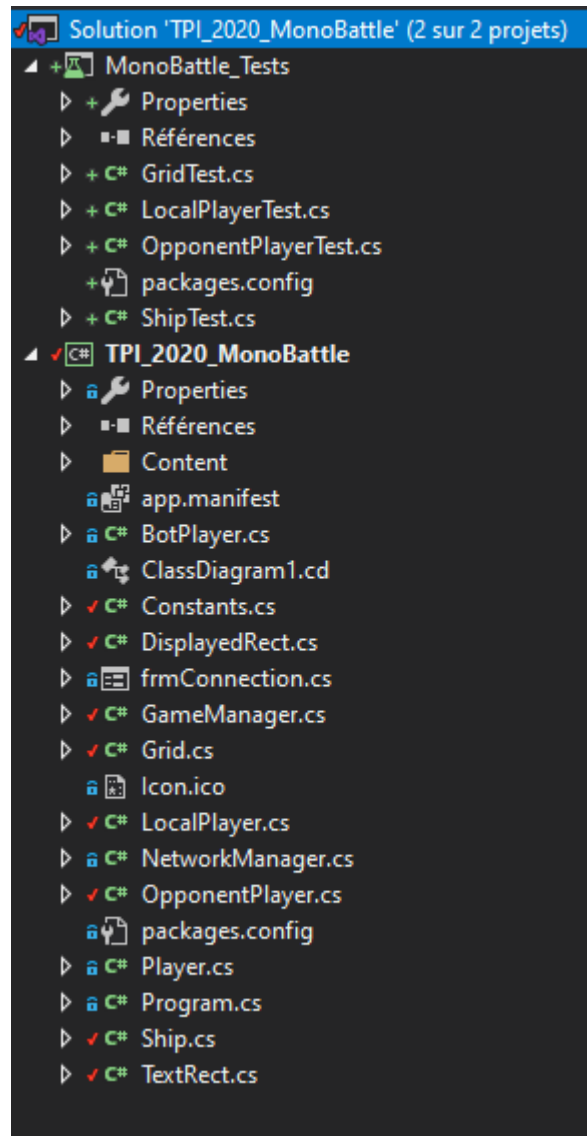 Solution 'TPI_2020_MonoBattle' (2 sur 2 projets)
MonoBattle_Tests
Properties
Références
C# GridTest.cs
C# LocalPlayerTest.cs
C# OpponentPlayerTest.cs
packages.config
C# ShipTest.cs
C# TPI_2020_MonoBattle
Properties
Références
Content
app.manifest
C# BotPlayer.cs
ClassDiagram1.cd
C# Constants.cs
C# DisplayedRect.cs
frmConnection.cs
C# GameManager.cs
C# Grid.cs
Icon.ico
C# LocalPlayer.cs
C# NetworkManager.cs
C# OpponentPlayer.cs
packages.config
C# Player.cs
C# Program.cs
C# Ship.cs
C# TextRect.cs